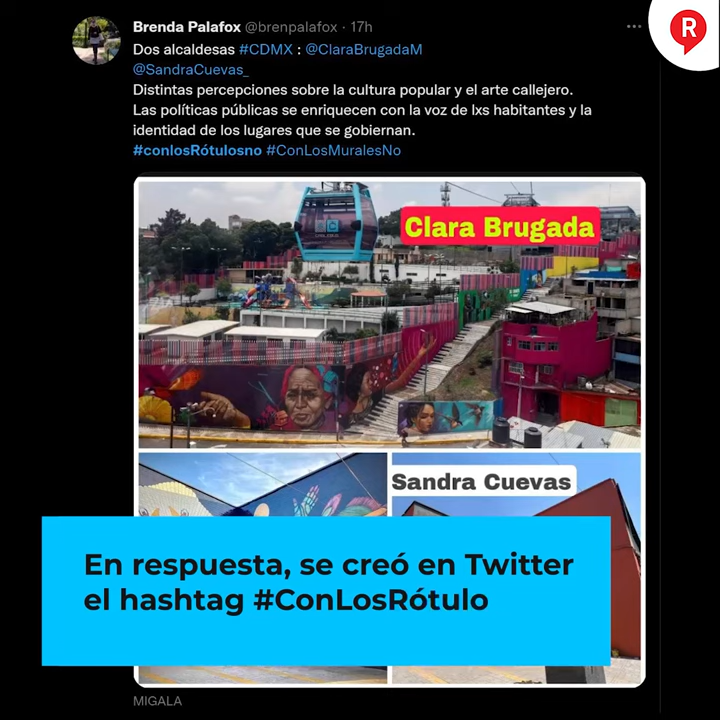 Brenda Palafox @brenpalafox · 17h
R
Dos alcaldesas #CDMX : @ClaraBrugadaM
@SandraCuevas_
Distintas percepciones sobre la cultura popular y el arte callejero.
Las políticas públicas se enriquecen con la voz de lxs habitantes y la
identidad de los lugares que se gobiernan.
#conlosRótulosno #ConLosMuralesNo
Clara Brugada
Sandra Cuevas
En respuesta, se creó en Twitter
el hashtag #ConLosRótulo
MIGALA